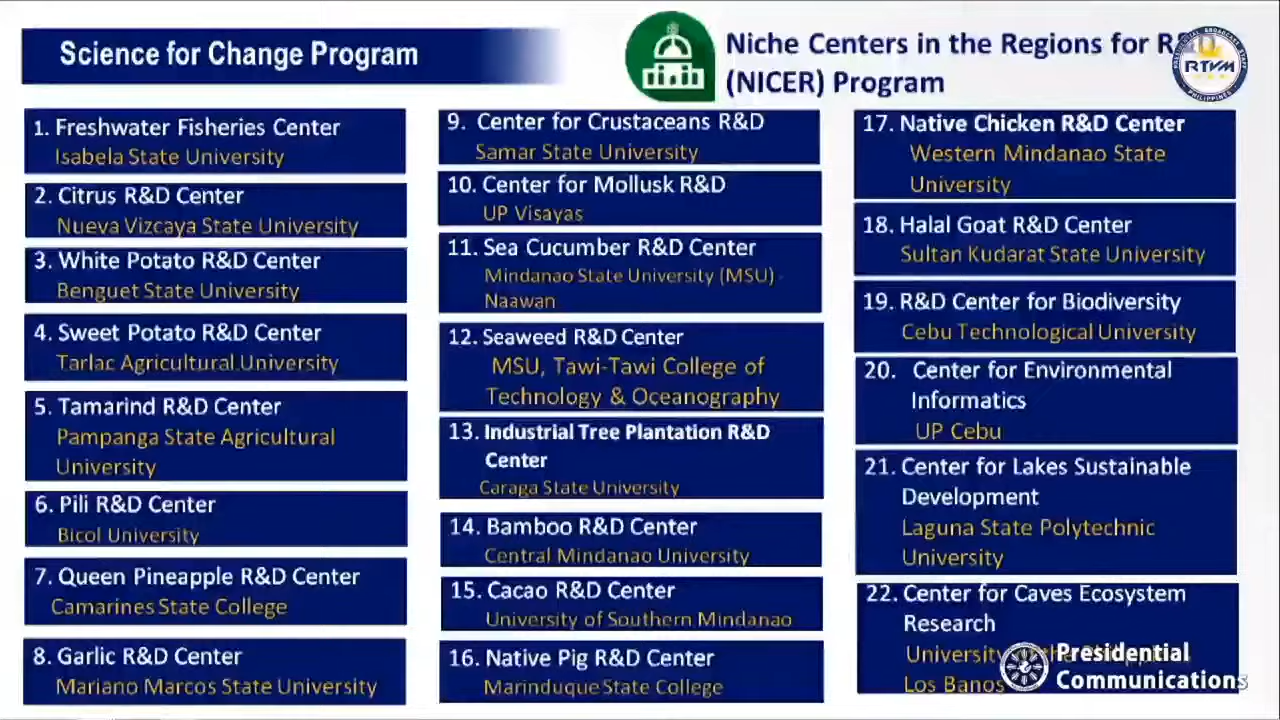 Science for Change Program
Niche Centers in the Regions for R
(NICER) Program
RTVM
PHILIPPINES
1. Freshwater Fisheries Center
Isabela State University
2. Citrus R&D Center
Nueva Vizcaya State University
3. White Potato R&D Center
Benguet State University
4. Sweet Potato R&D Center
Tarlac Agricultural University
5. Tamarind R&D Center
Pampanga State Agricultural
University
6. Pili R&D Center
Bicol University
7. Queen Pineapple R&D Center
Camarines State College
8. Garlic R&D Center
Mariano Marcos State University
9. Center for Crustaceans R&D
Samar State University
10. Center for Mollusk R&D
UP Visayas
11. Sea Cucumber R&D Center
Mindanao State University (MSU) -
Naawan
12. Seaweed R&D Center
MSU, Tawi-Tawi College of
Technology & Oceanography
13. Industrial Tree Plantation R&D
Center
Caraga State University
14. Bamboo R&D Center
Central Mindanao University
15. Cacao R&D Center
University of Southern Mindanao
16. Native Pig R&D Center
Marinduque State College
17. Native Chicken R&D Center
Western Mindanao State
University
18. Halal Goat R&D Center
Sultan Kudarat State University
19. R&D Center for Biodiversity
Cebu Technological University
20. Center for Environmental
Informatics
UP Cebu
21. Center for Lakes Sustainable
Development
Laguna State Polytechnic
University
22. Center for Caves Ecosystem
Research
University
Los Banos
Presidential
Communications